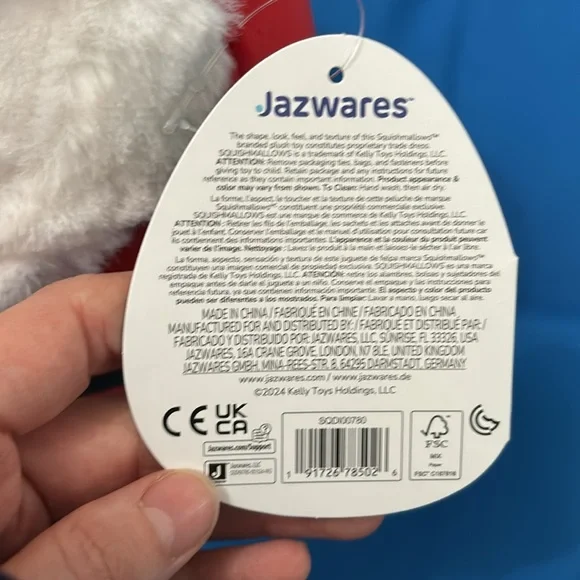 Jazwares™
The shape, look, feel, and texture of this Squishmallows™
branded plush toy constitutes proprietary trade dress.
SQUISHMALLOWS is a trademark of Kelly Toys Holdings, LLC.
ATTENTION: Remove packaging ties, bags, and fasteners before
giving toy to child. Retain package and any instructions for future
reference as they contain important information. Product appearance &
color may vary from shown. To Clean: Hand wash, then air dry.
La forme, l'aspect, le toucher et la texture de cette peluche de marque
Squishmallows™ constituent une propriété commerciale exclusive.
SQUISHMALLOWS est une marque de commerce de Kelly Toys Holdings, LLC.
ATTENTION : Retirer les fils de l'emballage, les sachets et les attaches avant de donner le
jouet à l'enfant. Conserver l'emballage et le manuel d'utilisation pour consultation future car
ils contiennent des informations importantes. L'apparence et la couleur du produit peuvent
varier de l'image. Nettoyage : Lavez le produit à la main et laissez-le sécher à l'air libre.
La forma, aspecto, sensación y textura de este juguete de felpa marca Squishmallows™
constituyen una imagen comercial de propiedad exclusiva. SQUISHMALLOWS es una marca
registrada de Kelly Toys Holdings, LLC. ATENCIÓN: retire los alambres, bolsas y sujetadores del
empaque antes de darle el juguete a un niño. Conserve el empaque y las instrucciones para
referencia futura, ya que contienen información importante. El aspecto y color del producto
pueden ser diferentes a los mostrados. Para limpiar: Lavar a mano, luego secar al aire.
MADE IN CHINA / FABRIQUÉ EN CHINE / FABRICADO EN CHINA
MANUFACTURED FOR AND DISTRIBUTED BY: / FABRIQUÉ ET DISTRIBUÉ PAR: /
FABRICADO Y DISTRIBUIDO POR: JAZWARES, LLC, SUNRISE, FL 33326, USA
JAZWARES, 16A CRANE GROVE, LONDON, N7 8LE, UNITED KINGDOM
JAZWARES GMBH, MINA-REES-STR. 8, 64295 DARMSTADT, GERMANY
www.jazwares.com / www.jazwares.de
©2024 Kelly Toys Holdings, LLC
CE UK
CA
Jazwares.com/Support
Jazwares, LLC
SQDI00780
1 91726 78502 6
FSC
MIX
Paper